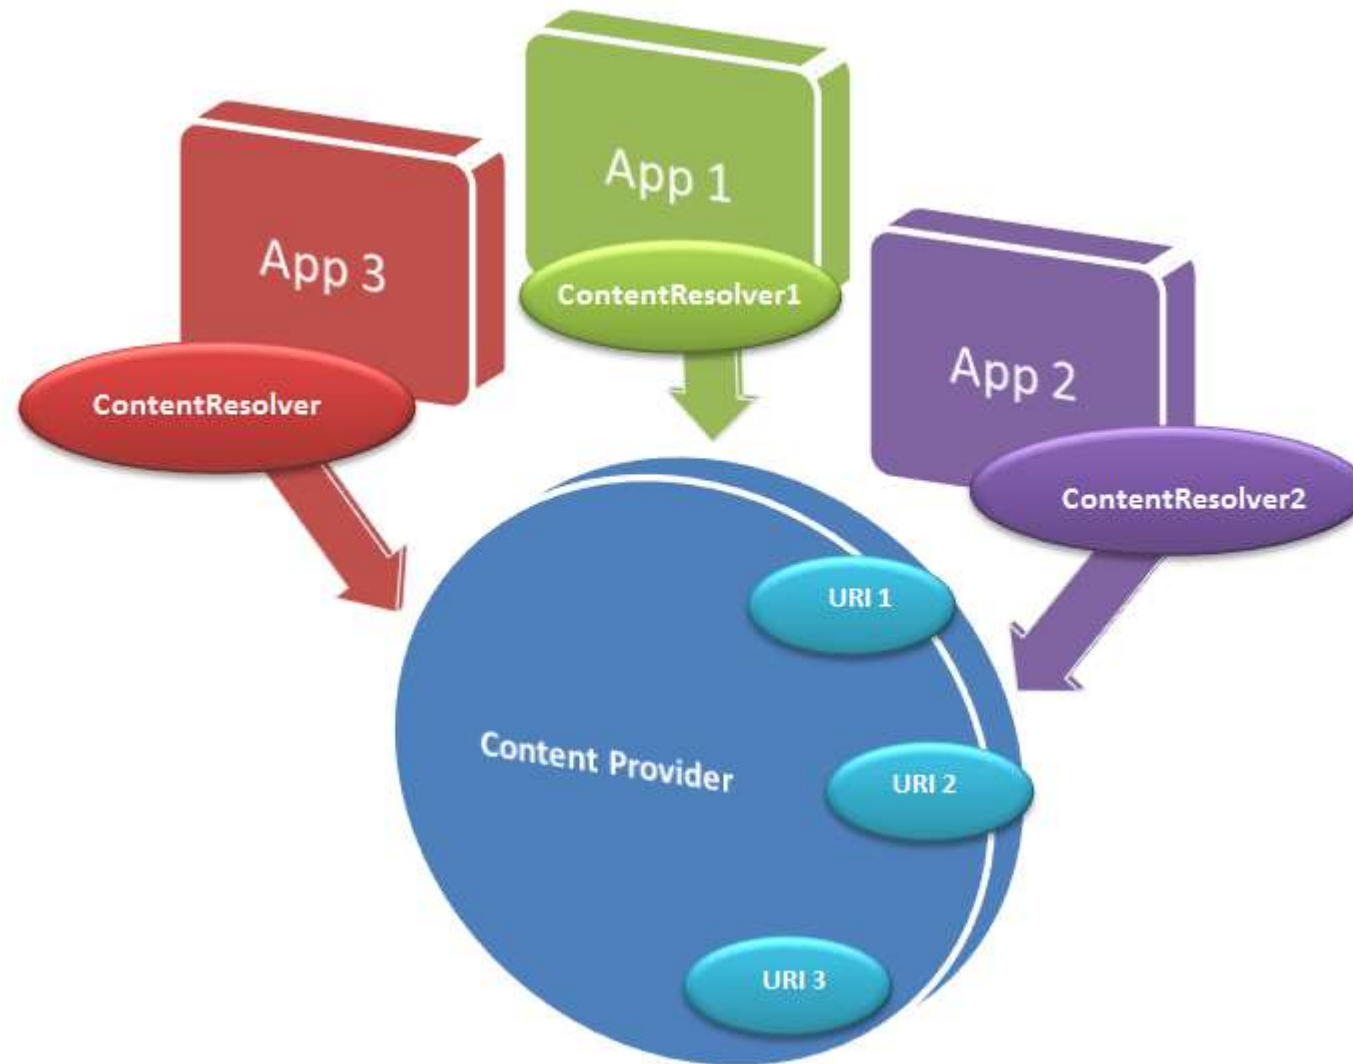 App 1
ContentResolver1
App 3
ContentResolver
App 2
ContentResolver2
URI 1
Content Provider
URI 2
URI 3